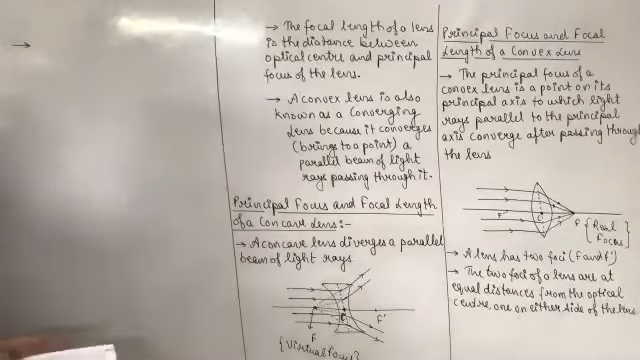 Principal Focus and Focal
Length of a Convex Lens
→ The principal focus of a
convex lens is a point on its
principal axis to which light
rays parallel to the principal
axis converge after passing through
the lens
F'
C
F
{Real
Focus}
→ A lens has two foci (F and F'
→ The two foci of a lens are at
equal distances from the optical
centre, one on either side of the lens
→ The focal length of a lens
is the distance between
optical centre and principal
focus of the lens.
→ A convex lens is also
known as a converging
lens because it converges
(brings to a point) a
parallel beam of light
rays passing through it.
Principal Focus and Focal Length
of a Concave Lens:-
→ A concave lens diverges a parallel
beam of light rays.
C
F'
F
{Virtual Focus}
→